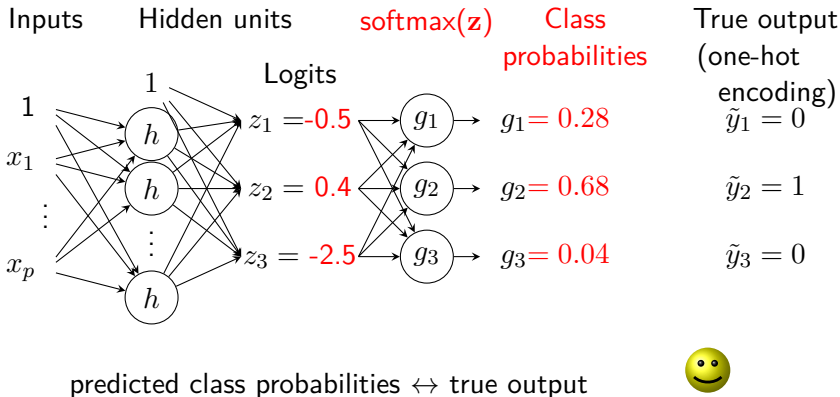 Inputs Hidden units softmax(z) Class probabilities True output (one-hot encoding)
Logits
1
1
x₁
⋮
xₚ
h
h
⋮
h
z₁ = -0.5
z₂ = 0.4
z₃ = -2.5
g₁
g₂
g₃
g₁ = 0.28
g₂ = 0.68
g₃ = 0.04
ỹ₁ = 0
ỹ₂ = 1
ỹ₃ = 0
predicted class probabilities ↔ true output